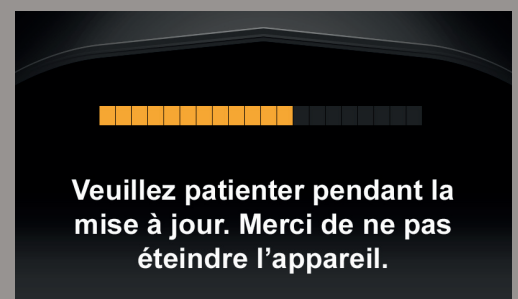 Veuillez patienter pendant la
mise à jour. Merci de ne pas
éteindre l’appareil.